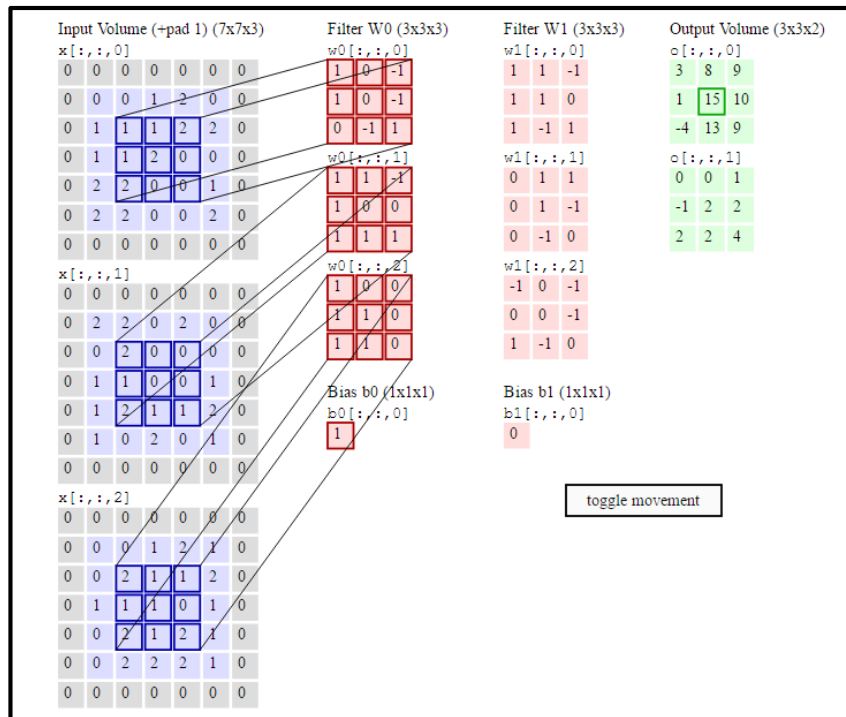 Input Volume (+pad 1) (7x7x3)
x[:,:,0]
0 0 0 0 0 0 0
0 0 0 1 2 0 0
0 1 1 1 2 2 0
0 1 1 2 0 0 0
0 2 2 0 0 1 0
0 2 2 0 0 2 0
0 0 0 0 0 0 0
x[:,:,1]
0 0 0 0 0 0 0
0 2 2 0 2 0 0
0 0 2 0 0 0 0
0 1 1 0 0 1 0
0 1 2 1 1 2 0
0 1 0 2 0 1 0
0 0 0 0 0 0 0
x[:,:,2]
0 0 0 0 0 0 0
0 0 0 1 2 1 0
0 0 2 1 1 2 0
0 1 1 1 0 1 0
0 0 2 1 2 1 0
0 0 2 2 2 1 0
0 0 0 0 0 0 0
Filter W0 (3x3x3)
w0[:,:,0]
1 0 -1
1 0 -1
0 -1 1
w0[:,:,1]
1 1 -1
1 0 0
1 1 1
w0[:,:,2]
1 0 0
1 1 0
1 1 0
Bias b0 (1x1x1)
b0[:,:,0]
1
Filter W1 (3x3x3)
w1[:,:,0]
1 1 -1
1 1 0
1 -1 1
w1[:,:,1]
0 1 1
0 1 -1
0 -1 0
w1[:,:,2]
-1 0 -1
0 0 -1
1 -1 0
Bias b1 (1x1x1)
b1[:,:,0]
0
Output Volume (3x3x2)
o[:,:,0]
3 8 9
1 15 10
-4 13 9
o[:,:,1]
0 0 1
-1 2 2
2 2 4
toggle movement